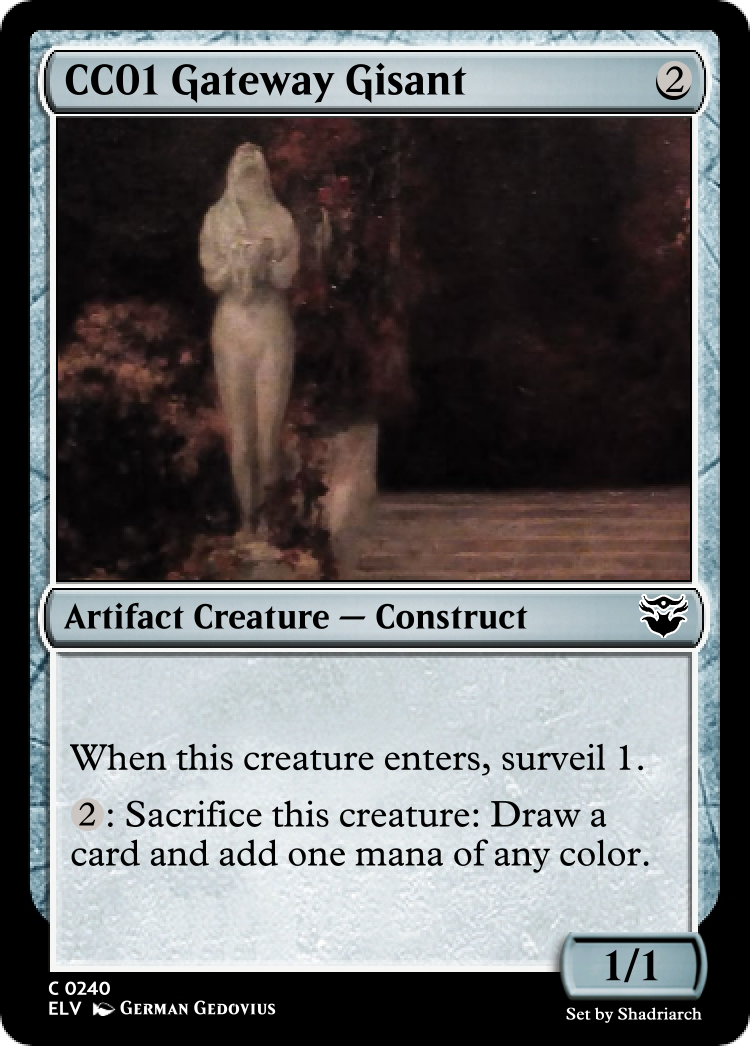 CC01 Gateway Gisant
2
Artifact Creature — Construct
When this creature enters, surveil 1.
2: Sacrifice this creature: Draw a
card and add one mana of any color.
1/1
C 0240
ELV German Gedovius
Set by Shadriarch